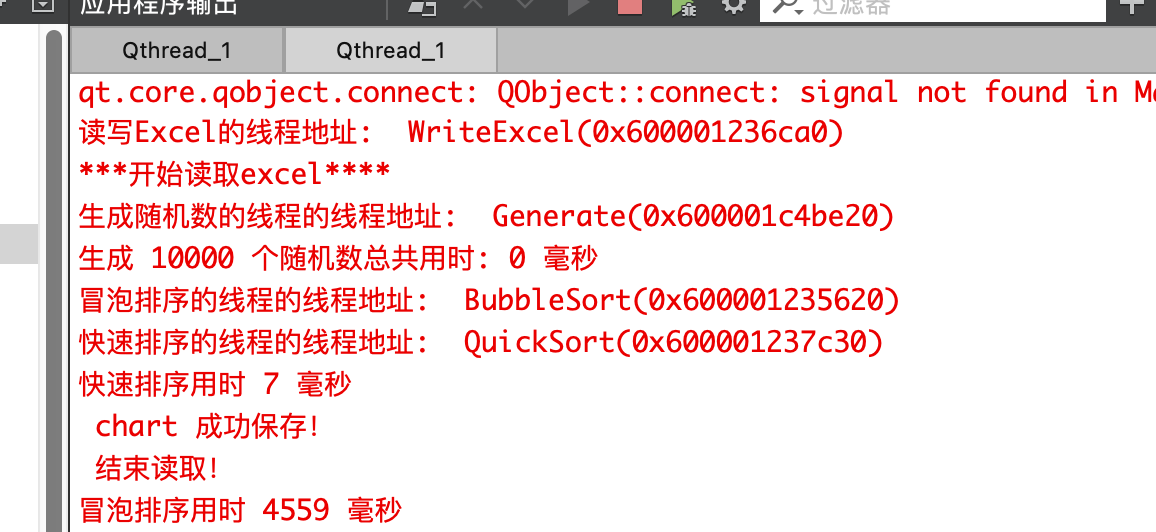 应用程序输出
过滤器
Qthread_1
Qthread_1
qt.core.qobject.connect: QObject::connect: signal not found in
读写Excel的线程地址:  WriteExcel(0x600001236ca0)
***开始读取excel****
生成随机数的线程的线程地址:  Generate(0x600001c4be20)
生成 10000 个随机数总共用时: 0 毫秒
冒泡排序的线程的线程地址:  BubbleSort(0x600001235620)
快速排序的线程的线程地址:  QuickSort(0x600001237c30)
快速排序用时 7 毫秒
chart 成功保存!
结束读取!
冒泡排序用时 4559 毫秒